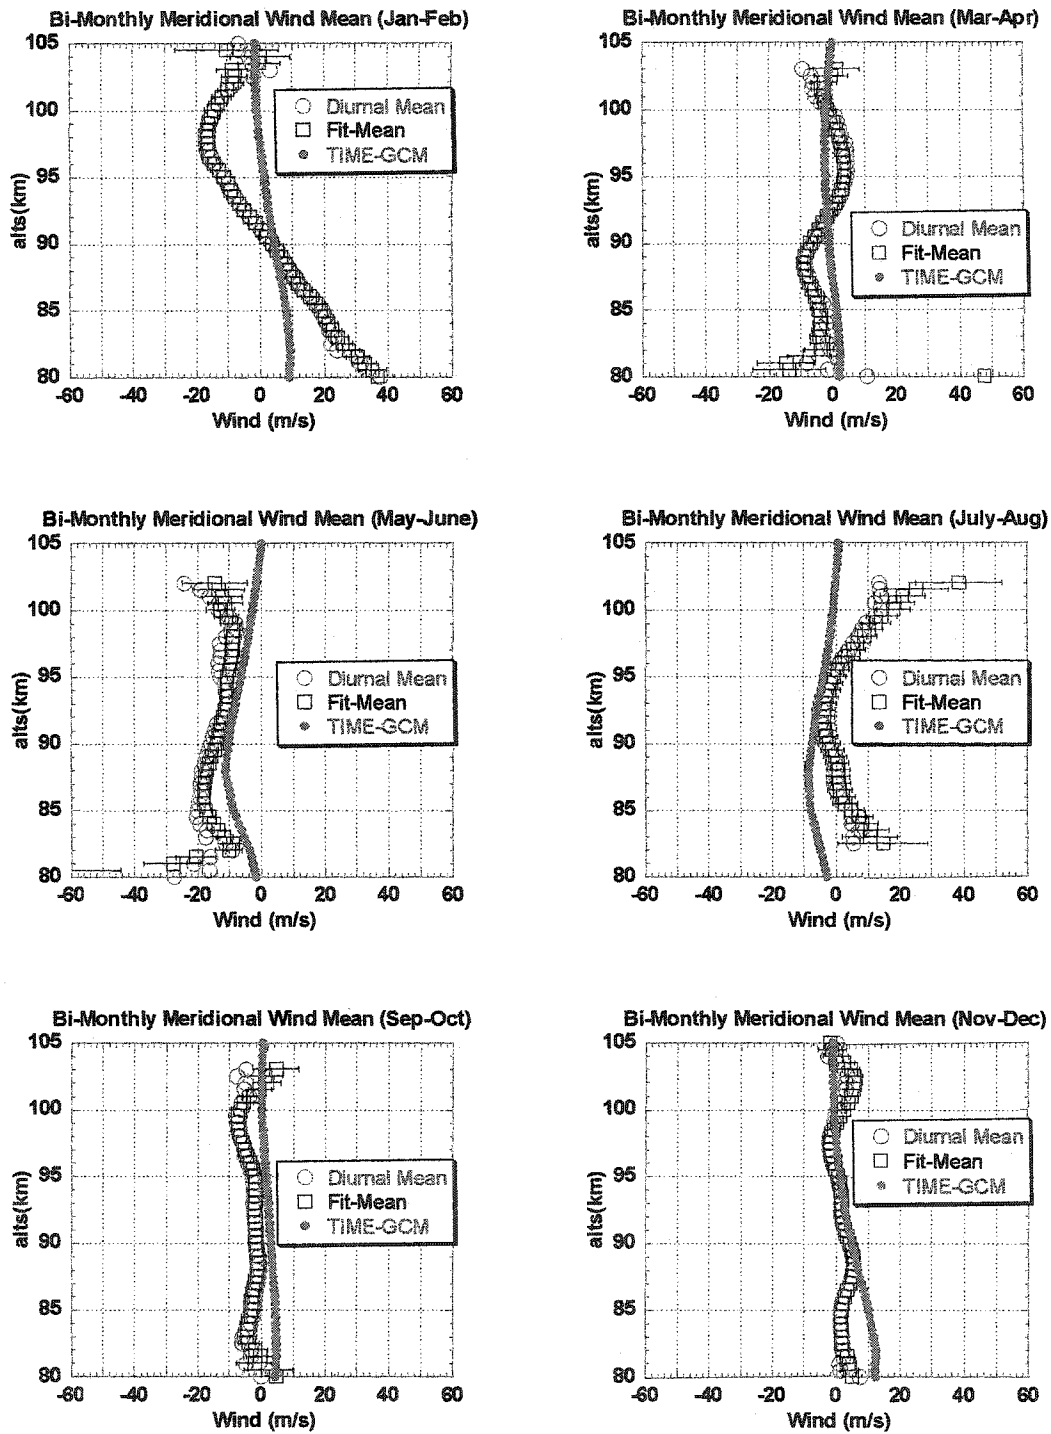 Bi-Monthly Meridional Wind Mean (Jan-Feb)
105
100
95
90
85
80
alts(km)
Diurnal Mean
Fit-Mean
TIME-GCM
-60 -40 -20 0 20 40 60
Wind (m/s)
Bi-Monthly Meridional Wind Mean (Mar-Apr)
105
100
95
90
85
80
alts(km)
Diurnal Mean
Fit-Mean
TIME-GCM
-60 -40 -20 0 20 40 60
Wind (m/s)
Bi-Monthly Meridional Wind Mean (May-June)
105
100
95
90
85
80
alts(km)
Diurnal Mean
Fit-Mean
TIME-GCM
-60 -40 -20 0 20 40 60
Wind (m/s)
Bi-Monthly Meridional Wind Mean (July-Aug)
105
100
95
90
85
80
alts(km)
Diurnal Mean
Fit-Mean
TIME-GCM
-60 -40 -20 0 20 40 60
Wind (m/s)
Bi-Monthly Meridional Wind Mean (Sep-Oct)
105
100
95
90
85
80
alts(km)
Diurnal Mean
Fit-Mean
TIME-GCM
-60 -40 -20 0 20 40 60
Wind (m/s)
Bi-Monthly Meridional Wind Mean (Nov-Dec)
105
100
95
90
85
80
alts(km)
Diurnal Mean
Fit-Mean
TIME-GCM
-60 -40 -20 0 20 40 60
Wind (m/s)